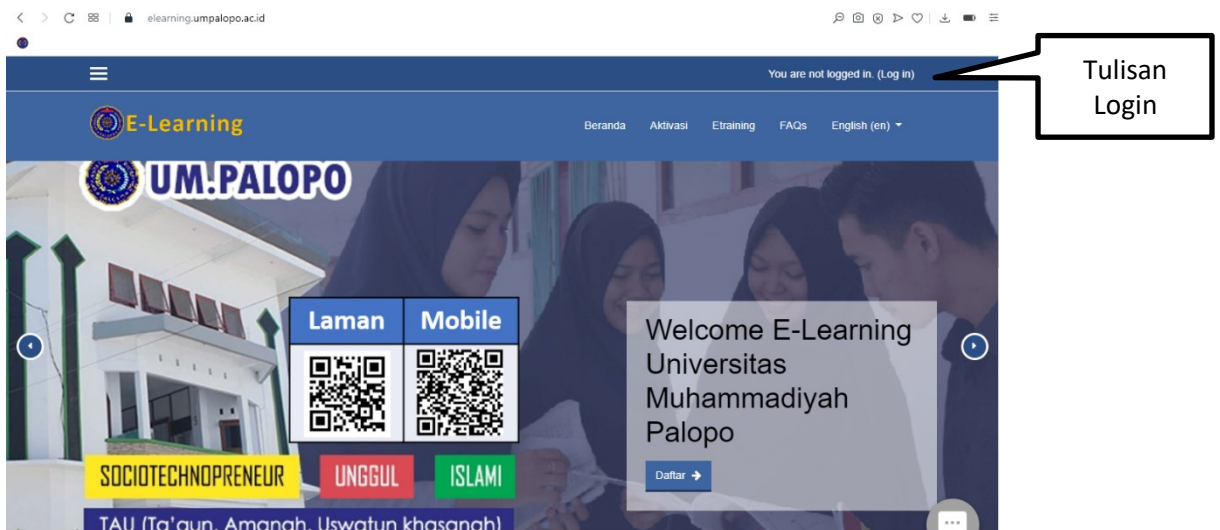 elearning.umpalopo.ac.id
You are not logged in. (Log in)
Tulisan
Login
E-Learning
Beranda Aktivasi Etraining FAQs English (en)
UM.PALOPO
Laman Mobile
Welcome E-Learning
Universitas
Muhammadiyah
Palopo
Daftar
SOCIOTECHNOPRENEUR UNGGUL ISLAMI
TAU (Ta'aun, Amanah, Uswatun khasanah)